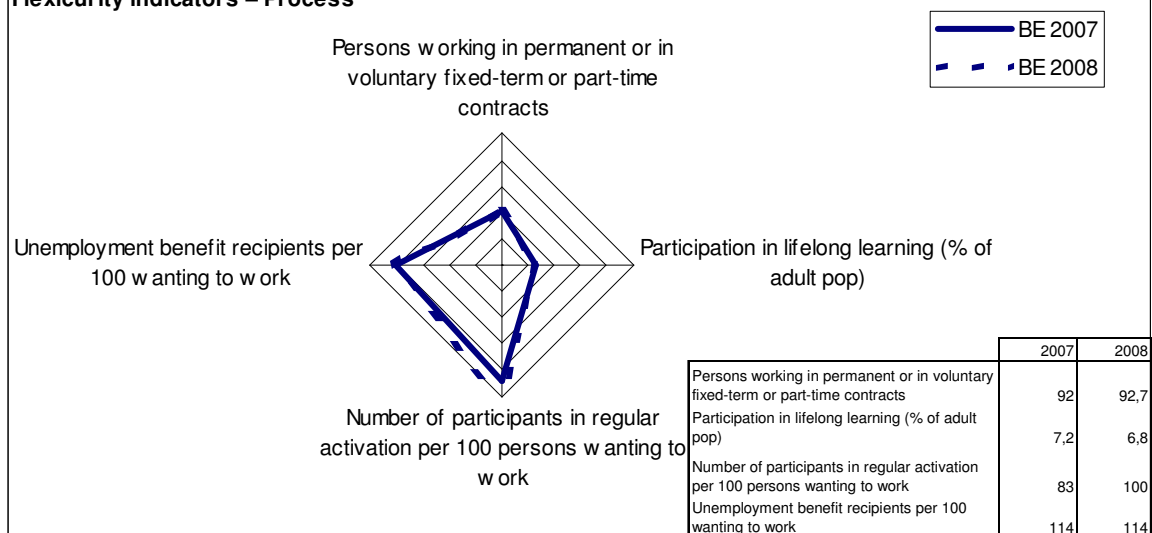 Flexicurity Indicators – Process
BE 2007
BE 2008
Persons working in permanent or in
voluntary fixed-term or part-time
contracts
Unemployment benefit recipients per
100 wanting to work
Participation in lifelong learning (% of
adult pop)
Number of participants in regular
activation per 100 persons wanting to
work
2007 2008
Persons working in permanent or in voluntary
fixed-term or part-time contracts 92 92,7
Participation in lifelong learning (% of adult
pop) 7,2 6,8
Number of participants in regular activation
per 100 persons wanting to work 83 100
Unemployment benefit recipients per 100
wanting to work 114 114